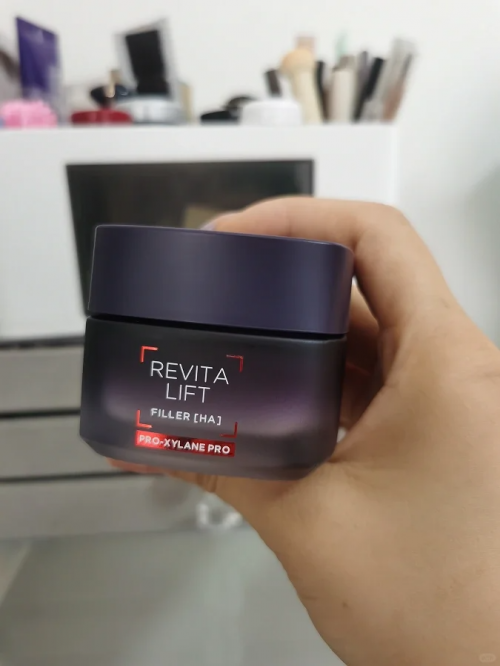 REVITA
LIFT
FILLER [HA]
PRO-XYLANE PRO